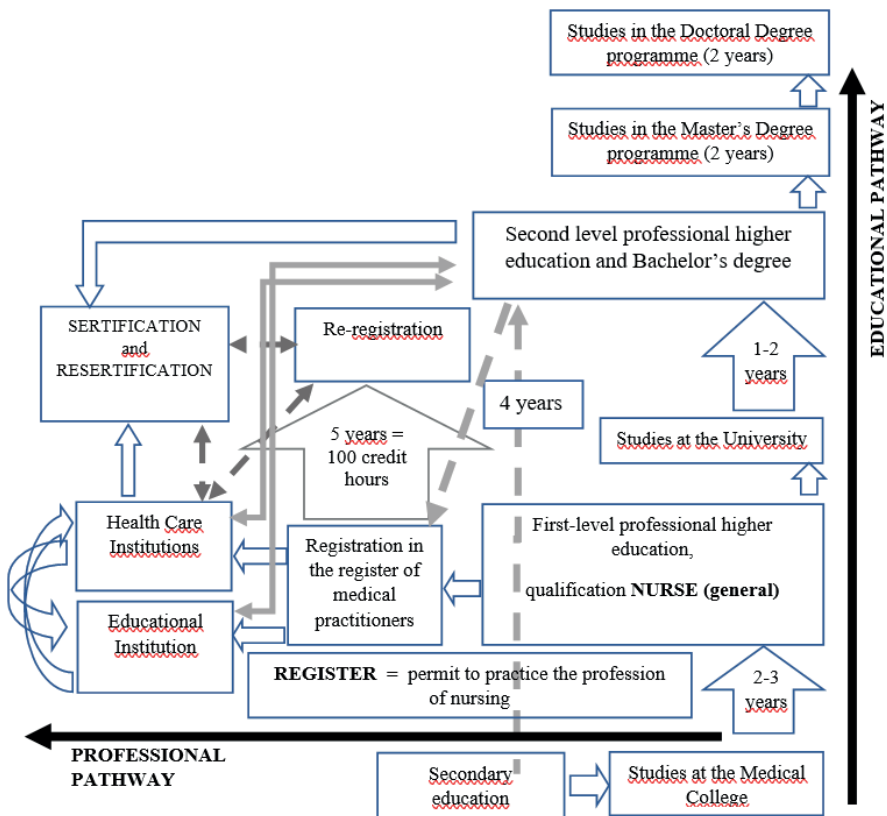 Studies in the Doctoral Degree
programme (2 years)
Studies in the Master's Degree
programme (2 years)
EDUCATIONAL PATHWAY
Second level professional higher
education and Bachelor's degree
SERTIFICATION
and
RESERTIFICATION
Re-registration
1-2
years
4 years
5 years =
100 credit
hours
Studies at the University
Health Care
Institutions
Registration in
the register of
medical
practitioners
First-level professional higher
education,
qualification NURSE (general)
Educational
Institution
REGISTER = permit to practice the profession
of nursing
2-3
years
PROFESSIONAL
PATHWAY
Secondary
education
Studies at the Medical
College